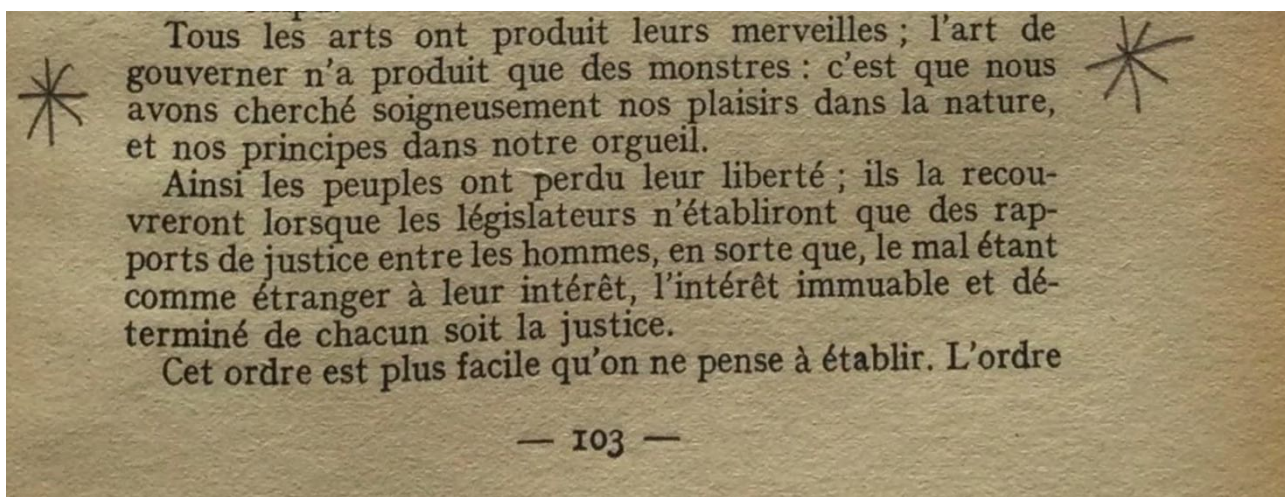 Tous les arts ont produit leurs merveilles ; l'art de
gouverner n'a produit que des monstres : c'est que nous
avons cherché soigneusement nos plaisirs dans la nature,
et nos principes dans notre orgueil.
Ainsi les peuples ont perdu leur liberté ; ils la recou-
vreront lorsque les législateurs n'établiront que des rap-
ports de justice entre les hommes, en sorte que, le mal étant
comme étranger à leur intérêt, l'intérêt immuable et dé-
terminé de chacun soit la justice.
Cet ordre est plus facile qu'on ne pense à établir. L'ordre
— 103 —